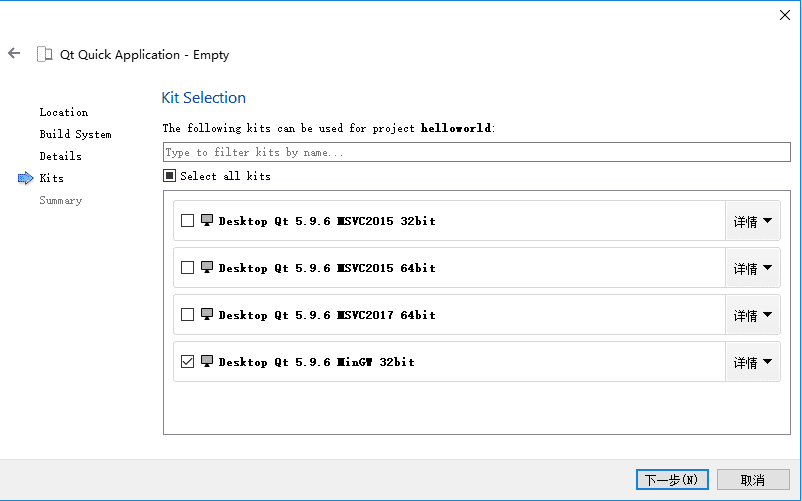 Qt Quick Application - Empty
Kit Selection
Location
Build System
Details
Kits
Summary
The following kits can be used for project helloworld:
Type to filter kits by name...
Select all kits
Desktop Qt 5.9.6 MSVC2015 32bit 详情
Desktop Qt 5.9.6 MSVC2015 64bit 详情
Desktop Qt 5.9.6 MSVC2017 64bit 详情
Desktop Qt 5.9.6 MinGW 32bit 详情
下一步(N) 取消